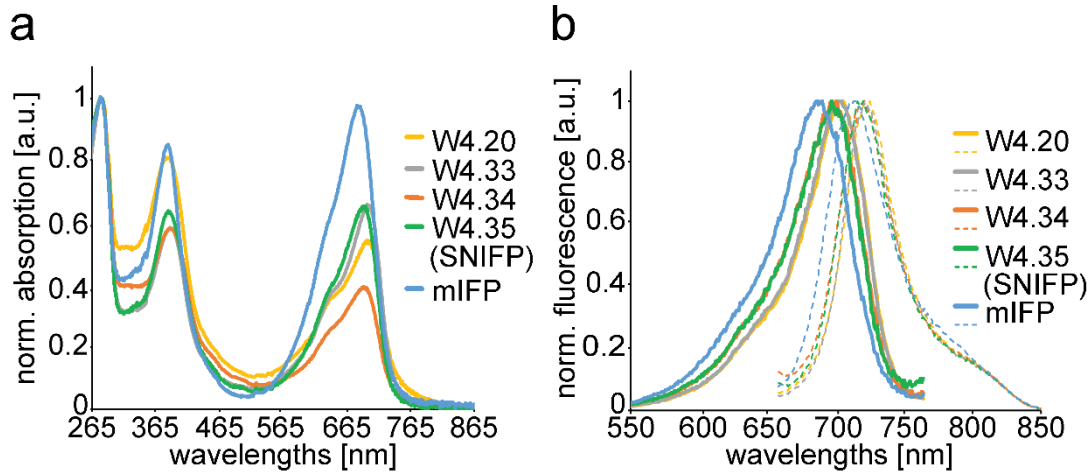 a
norm. absorption [a.u.]
1
0.8
0.6
0.4
0.2
0
265 365 465 565 665 765 865
wavelengths [nm]
W4.20
W4.33
W4.34
W4.35
(SNIFP)
mIFP
b
norm. fluorescence [a.u.]
1
0.8
0.6
0.4
0.2
0
550 600 650 700 750 800 850
wavelengths [nm]
W4.20
W4.33
W4.34
W4.35
(SNIFP)
mIFP